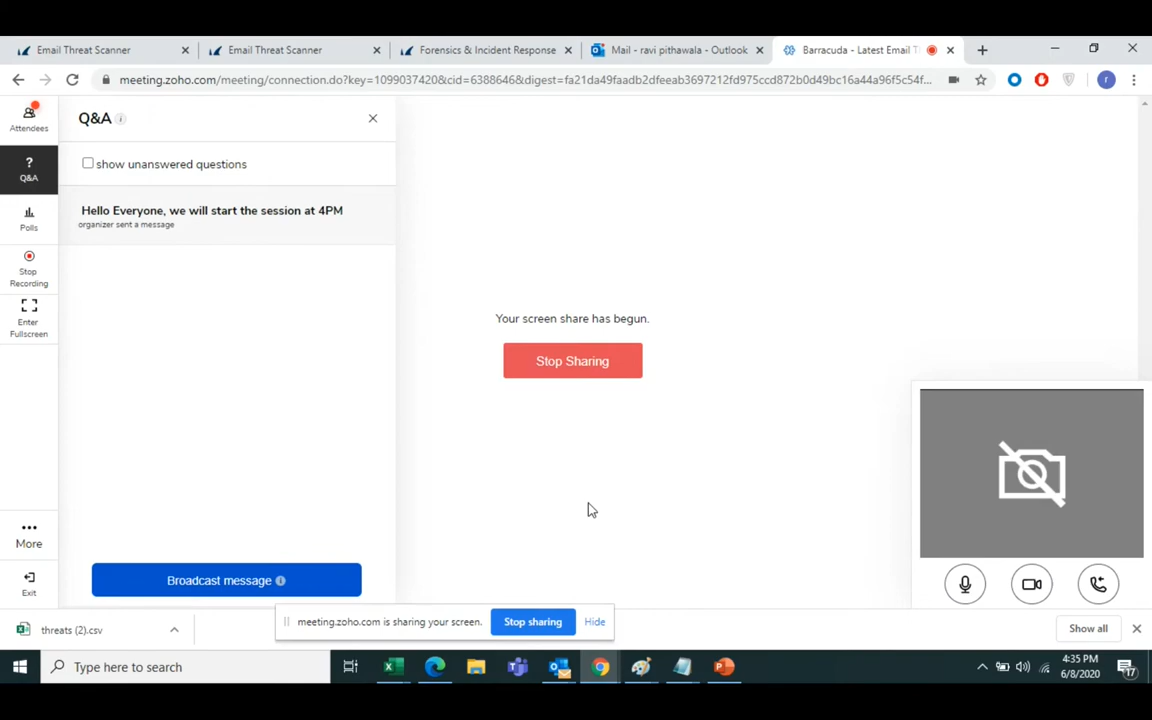 Email Threat Scanner
Email Threat Scanner
Forensics & Incident Response
Mail - ravi pithawala - Outlook
Barracuda - Latest Email T
meeting.zoho.com/meeting/connection.do?key=1099037420&cid=6388646&digest=fa21da49faadb2dfeeab3697212fd975ccd872b0d49bc16a44a96f5c54f...
r
Attendees
Q&A
show unanswered questions
?
Q&A
Hello Everyone, we will start the session at 4PM
organizer sent a message
Polls
Stop
Recording
Enter
Fullscreen
Your screen share has begun.
Stop Sharing
More
Exit
Broadcast message
threats (2).csv
meeting.zoho.com is sharing your screen.
Stop sharing
Hide
Show all
Type here to search
4:35 PM
6/8/2020
17